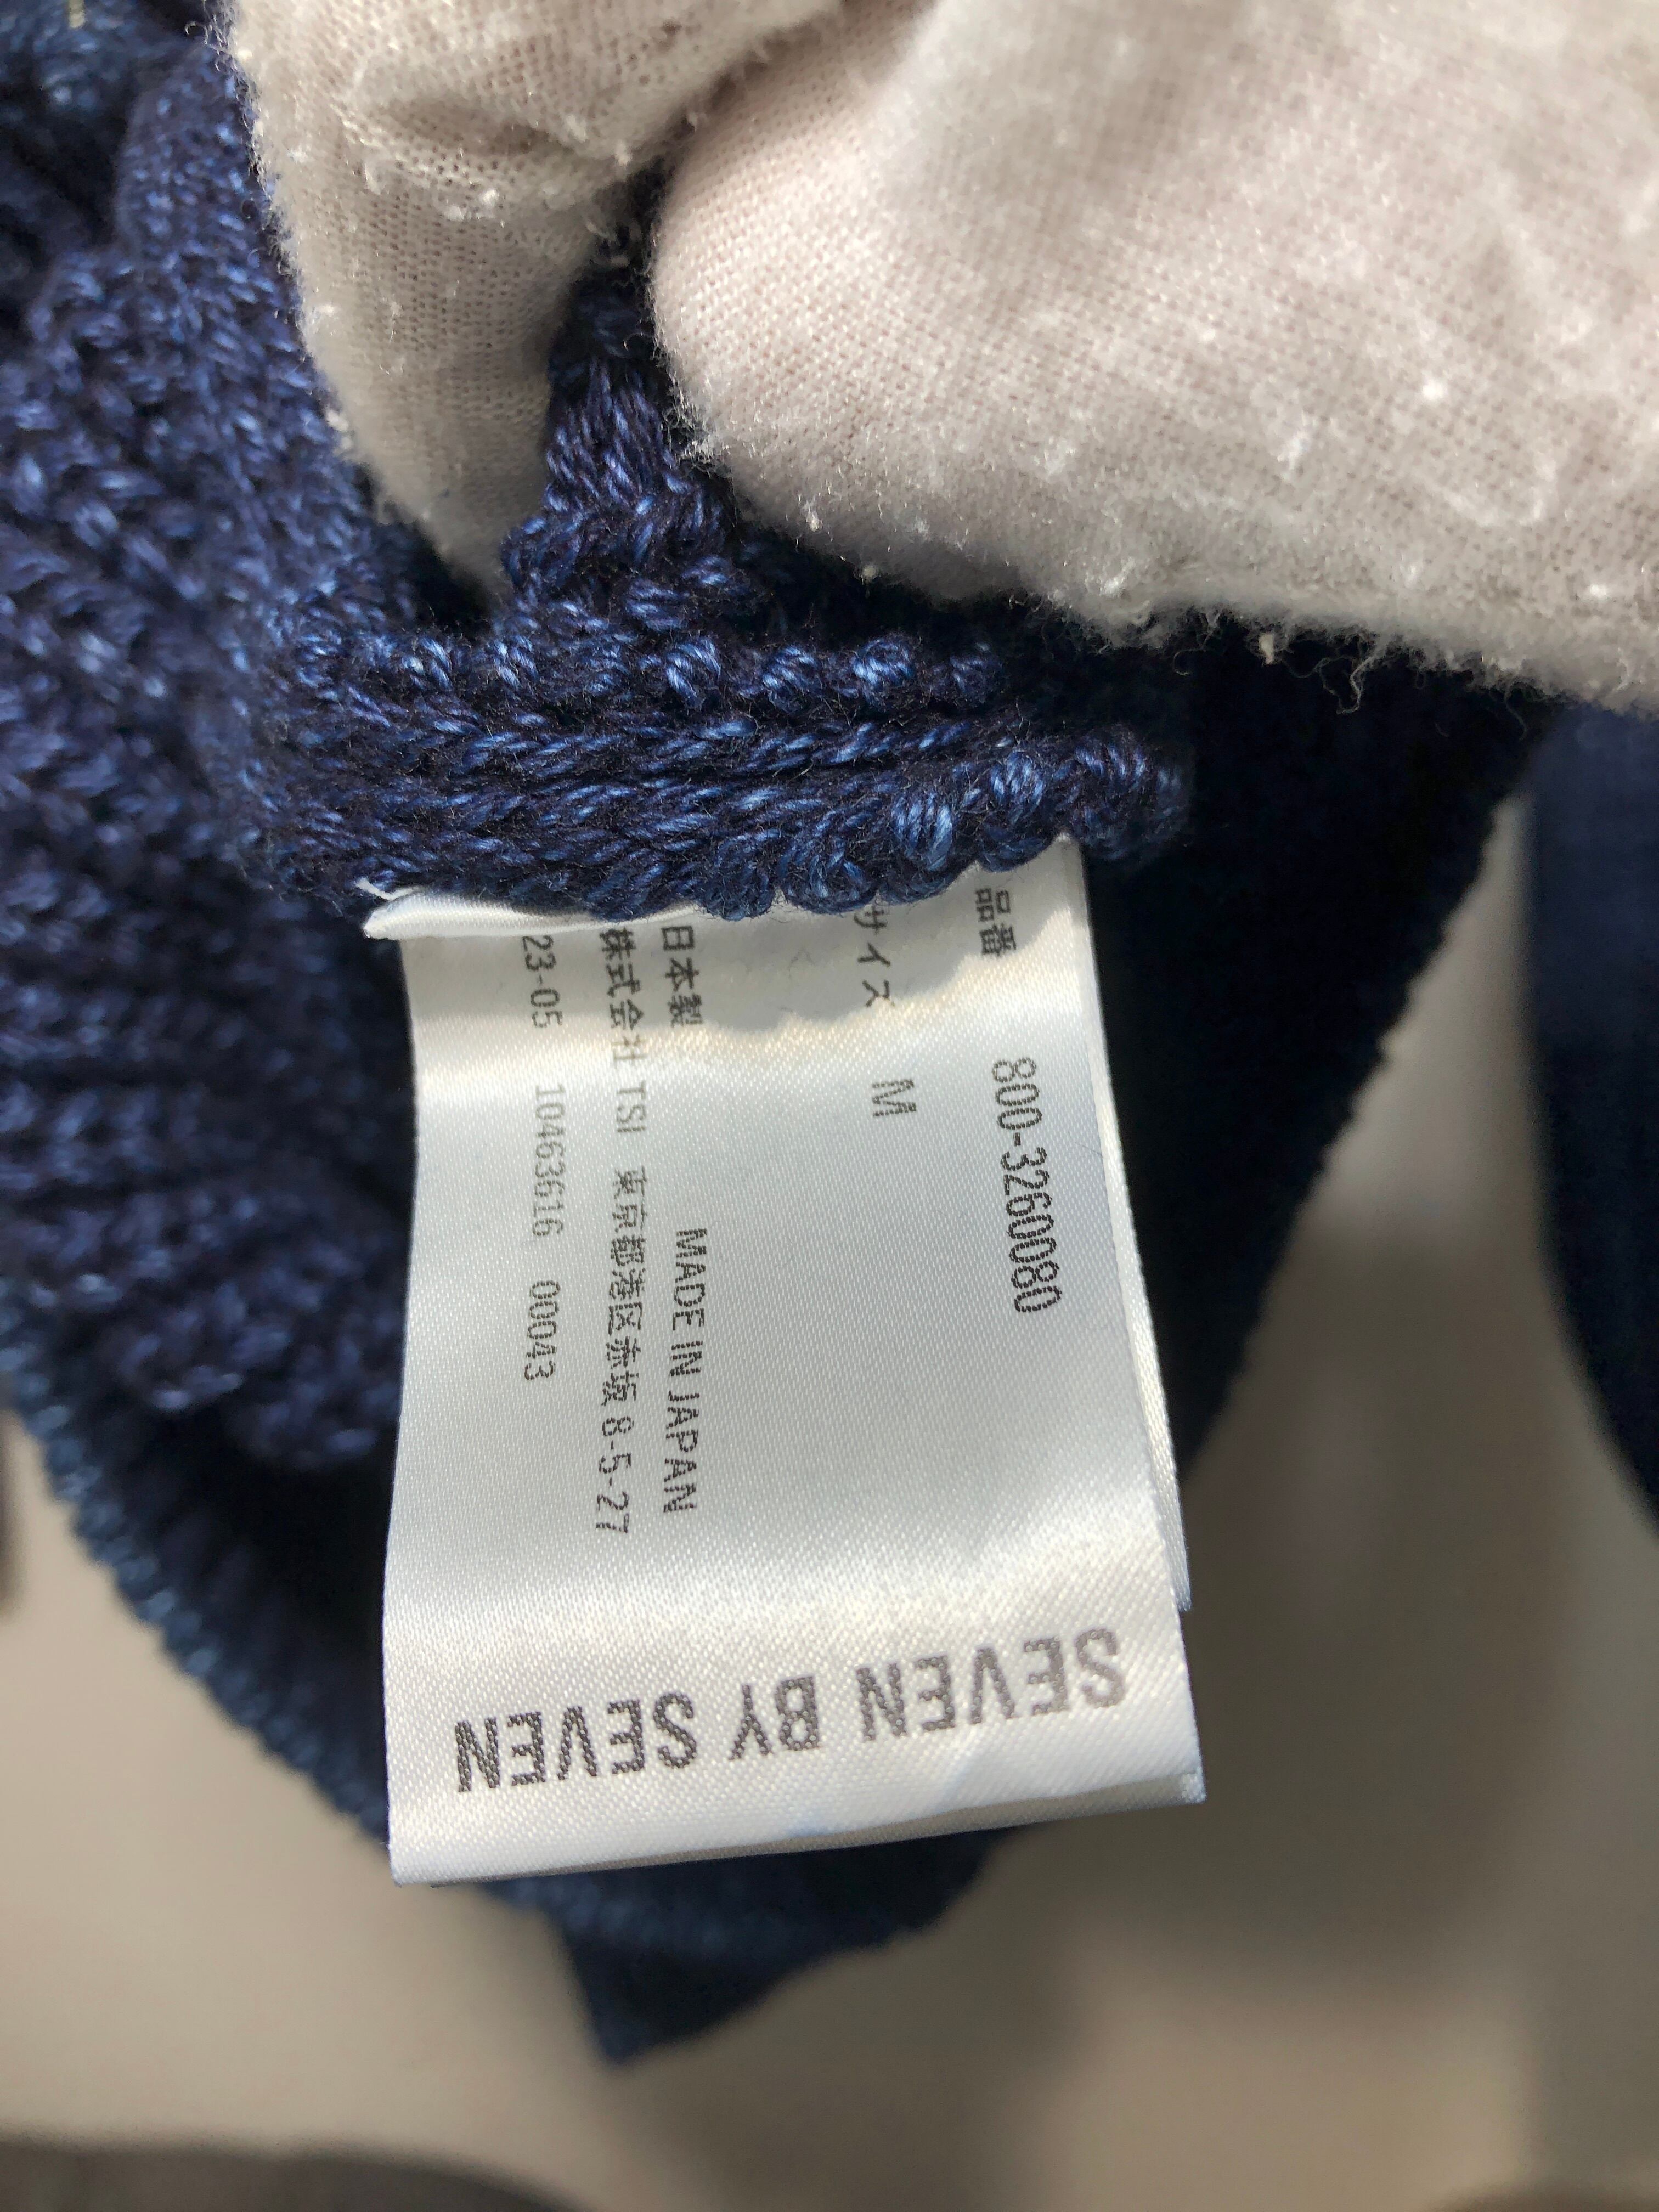 品番 800-3260080
サイズ M
日本製 MADE IN JAPAN
株式会社 TSI 東京都港区赤坂 8-5-27
23-05 10463616 00043
SEVEN BY SEVEN